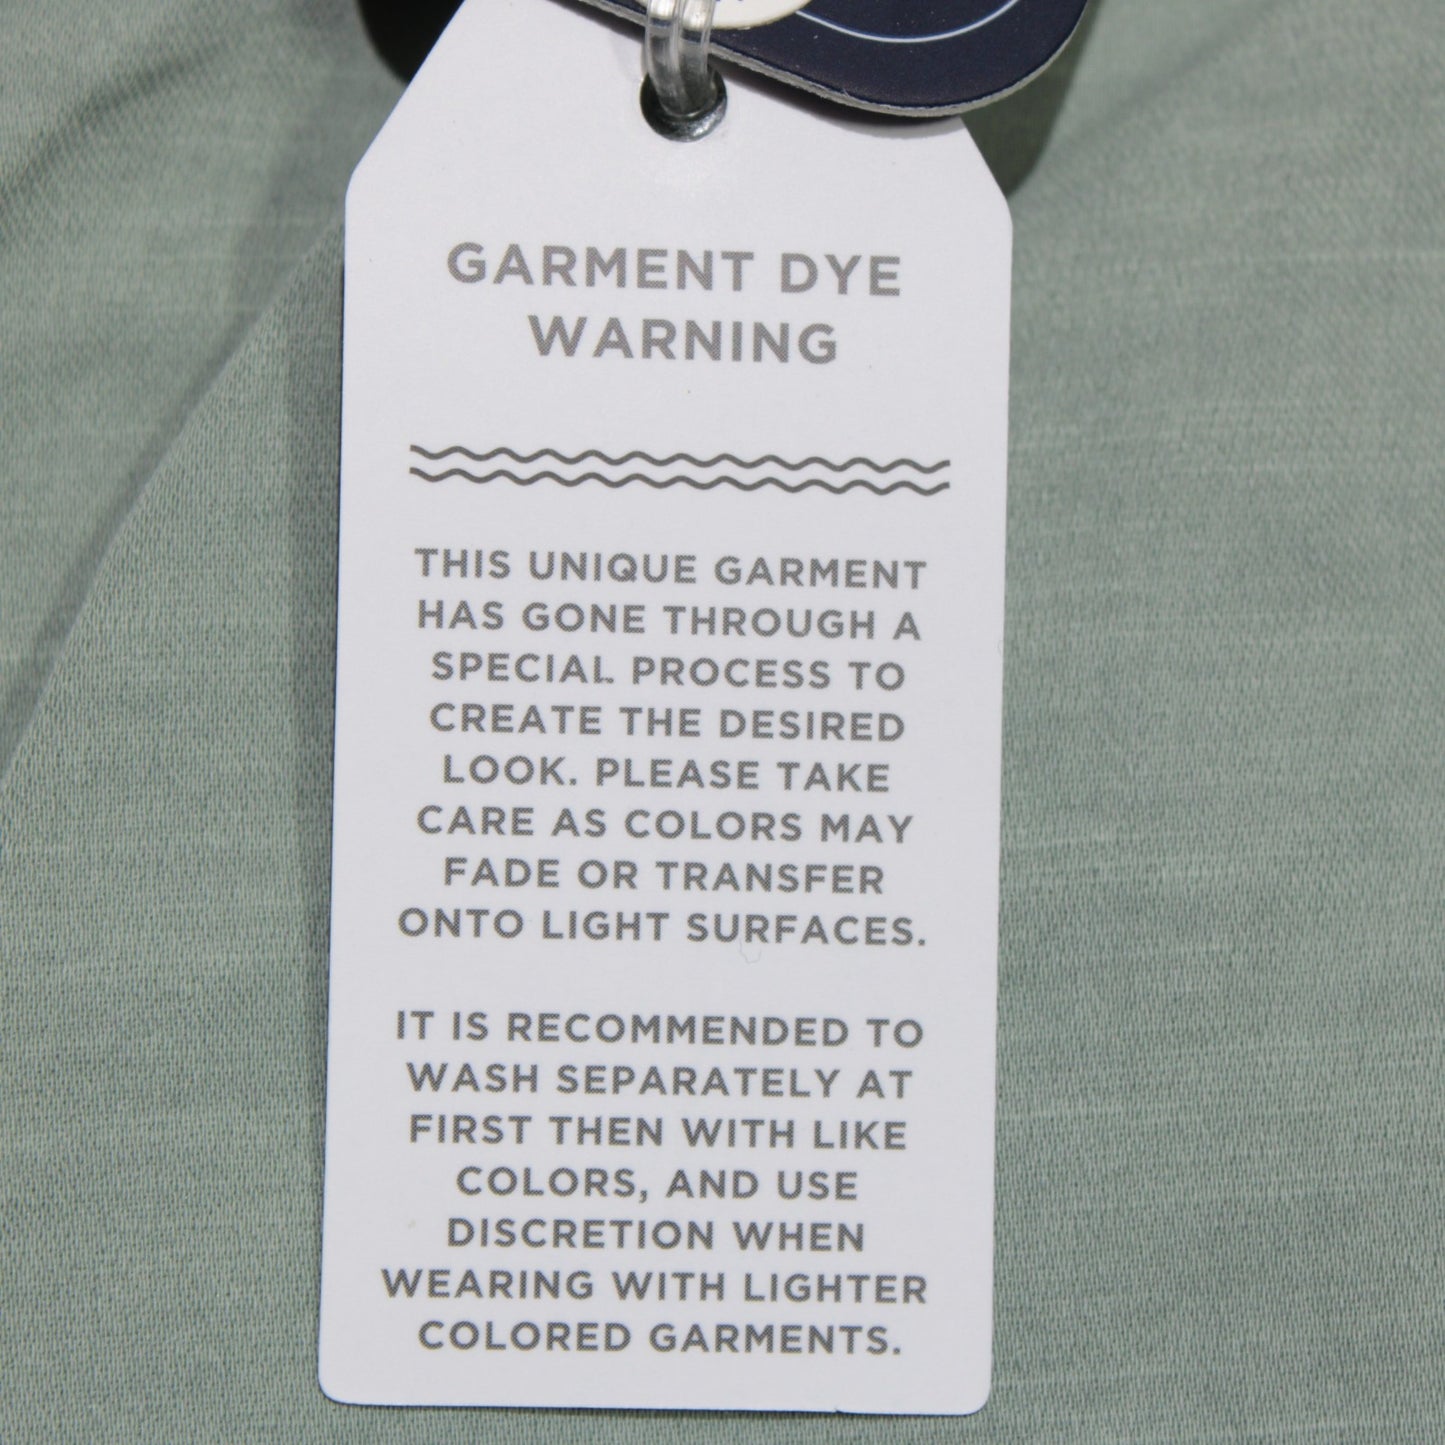 GARMENT DYE
WARNING
THIS UNIQUE GARMENT
HAS GONE THROUGH A
SPECIAL PROCESS TO
CREATE THE DESIRED
LOOK. PLEASE TAKE
CARE AS COLORS MAY
FADE OR TRANSFER
ONTO LIGHT SURFACES.
IT IS RECOMMENDED TO
WASH SEPARATELY AT
FIRST THEN WITH LIKE
COLORS, AND USE
DISCRETION WHEN
WEARING WITH LIGHTER
COLORED GARMENTS.